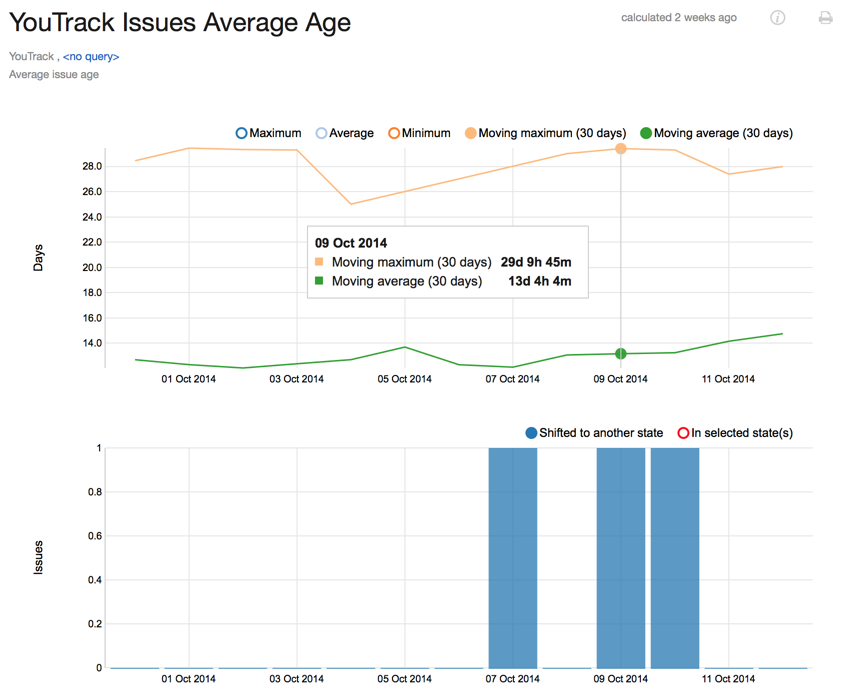 YouTrack Issues Average Age
calculated 2 weeks ago
YouTrack , <no query>
Average issue age
Maximum Average Minimum Moving maximum (30 days) Moving average (30 days)
28.0
26.0
24.0
22.0
20.0
18.0
16.0
14.0
Days
09 Oct 2014
Moving maximum (30 days) 29d 9h 45m
Moving average (30 days) 13d 4h 4m
01 Oct 2014 03 Oct 2014 05 Oct 2014 07 Oct 2014 09 Oct 2014 11 Oct 2014
Shifted to another state In selected state(s)
1
0.8
0.6
0.4
0.2
0
Issues
01 Oct 2014 03 Oct 2014 05 Oct 2014 07 Oct 2014 09 Oct 2014 11 Oct 2014